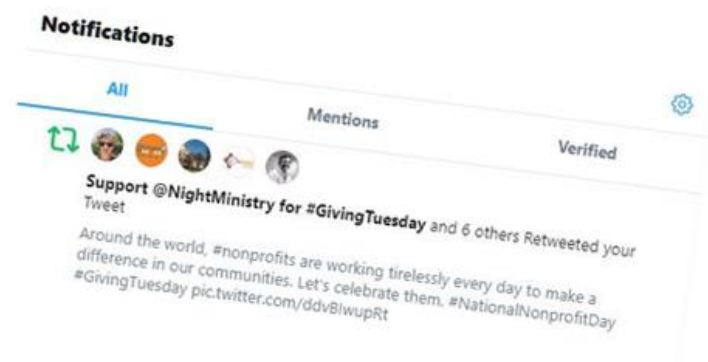 Notifications
All
Mentions
Verified
Support @NightMinistry for #GivingTuesday and 6 others Retweeted your
Tweet
Around the world, #nonprofits are working tirelessly every day to make a
difference in our communities. Let's celebrate them. #NationalNonprofitDay
#GivingTuesday pic.twitter.com/ddvBIwupRt